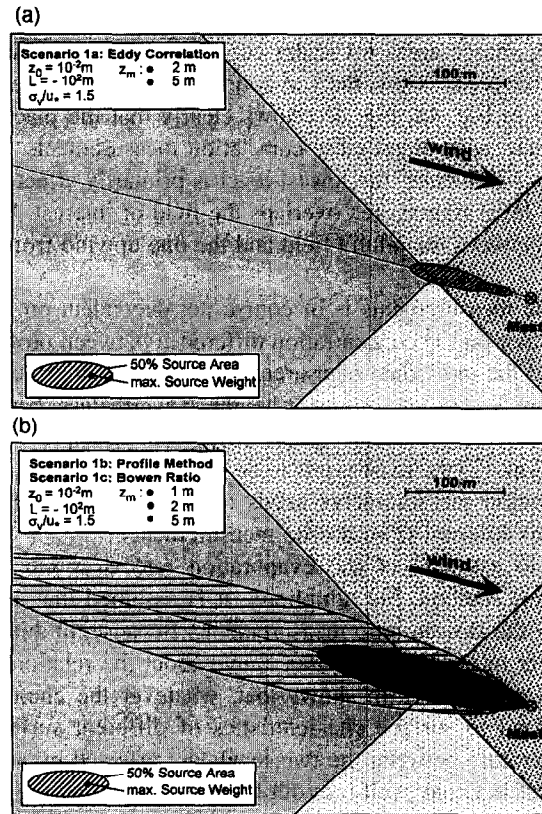 (a)
Scenario 1a: Eddy Correlation
z₀ = 10⁻²m zₘ : • 2 m
L = - 10²m • 5 m
σᵥ/u* = 1.5
100 m
wind
Mast
50% Source Area
max. Source Weight
(b)
Scenario 1b: Profile Method
Scenario 1c: Bowen Ratio
z₀ = 10⁻²m zₘ : • 1 m
L = - 10²m • 2 m
σᵥ/u* = 1.5 • 5 m
100 m
wind
Mast
50% Source Area
max. Source Weight